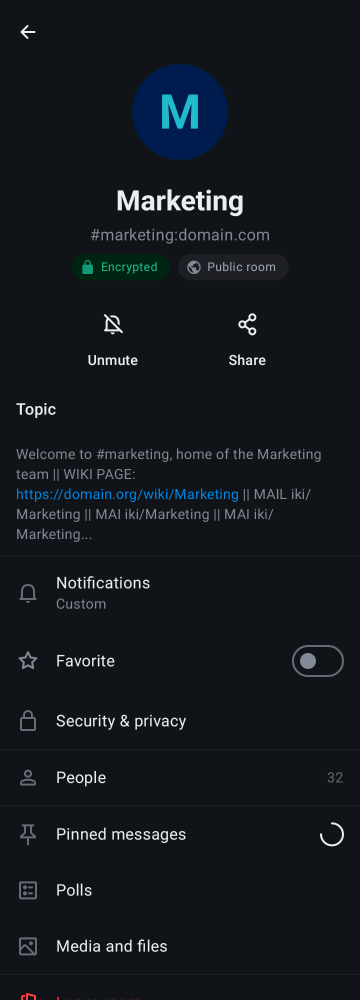 M
Marketing
#marketing:domain.com
Encrypted
Public room
Unmute
Share
Topic
Welcome to #marketing, home of the Marketing
team || WIKI PAGE:
https://domain.org/wiki/Marketing || MAIL iki/
Marketing || MAI iki/Marketing || MAI iki/
Marketing...
Notifications
Custom
Favorite
Security & privacy
People 32
Pinned messages
Polls
Media and files